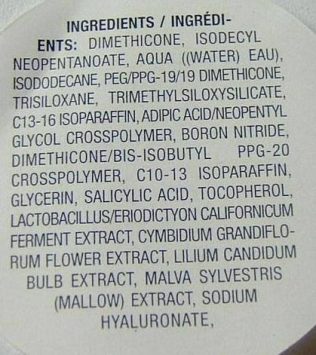 INGREDIENTS / INGRÉDI-
ENTS: DIMETHICONE, ISODECYL
NEOPENTANOATE, AQUA ((WATER) EAU),
ISODODECANE, PEG/PPG-19/19 DIMETHICONE,
TRISILOXANE, TRIMETHYLSILOXYSILICATE,
C13-16 ISOPARAFFIN, ADIPIC ACID/NEOPENTYL
GLYCOL CROSSPOLYMER, BORON NITRIDE,
DIMETHICONE/BIS-ISOBUTYL PPG-20
CROSSPOLYMER, C10-13 ISOPARAFFIN,
GLYCERIN, SALICYLIC ACID, TOCOPHEROL,
LACTOBACILLUS/ERIODICTYON CALIFORNICUM
FERMENT EXTRACT, CYMBIDIUM GRANDIFLO-
RUM FLOWER EXTRACT, LILIUM CANDIDUM
BULB EXTRACT, MALVA SYLVESTRIS
(MALLOW) EXTRACT, SODIUM
HYALURONATE,